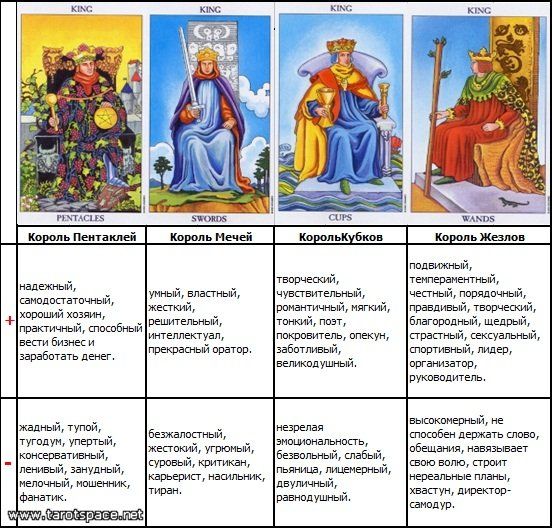 KING
KING
KING
KING
PENTACLES
SWORDS
CUPS
WANDS
Король Пентаклей
Король Мечей
КорольКубков
Король Жезлов
+
надежный,
самодостаточный,
хороший хозяин,
практичный, способный
вести бизнес и
заработать денег.
умный, властный,
жесткий,
решительный,
интеллектуал,
прекрасный оратор.
творческий,
чувствительный,
романтичный, мягкий,
тонкий, поэт,
покровитель, опекун,
заботливый,
великодушный.
подвижный,
темпераментный,
честный, порядочный,
правдивый, творческий,
благородный, щедрый,
страстный, сексуальный,
спортивный, лидер,
организатор,
руководитель.
-
жадный, тупой,
тугодум, упертый,
консервативный,
ленивый, занудный,
мелочный, мошенник,
фанатик.
безжалостный,
жестокий, угрюмый,
суровый, критикан,
карьерист, насильник,
тиран.
незрелая
эмоциональность,
безвольный, слабый,
пьяница, лицемерный,
двуличный,
равнодушный.
высокомерный, не
способен держать слово,
обещания, навязывает
свою волю, строит
нереальные планы,
хвастун, директор-
самодур.
www.tarotspace.net